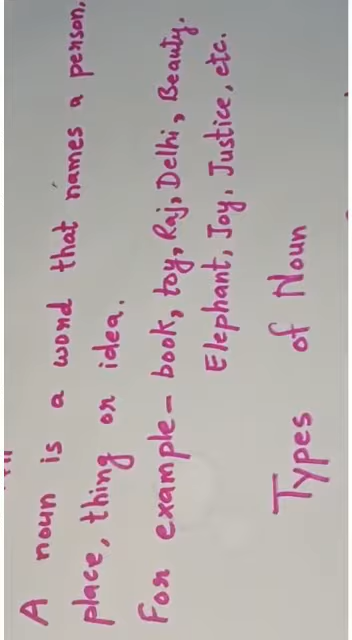 A noun is a word that names a person,
place, thing or idea.
For example- book, toy, Raj, Delhi, Beauty,
Elephant, Joy, Justice, etc.
Types of Noun